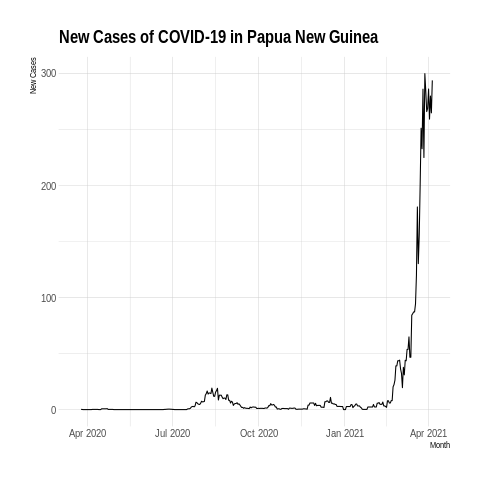 New Cases of COVID-19 in Papua New Guinea
New Cases
300
200
100
0
Apr 2020 Jul 2020 Oct 2020 Jan 2021 Apr 2021
Month